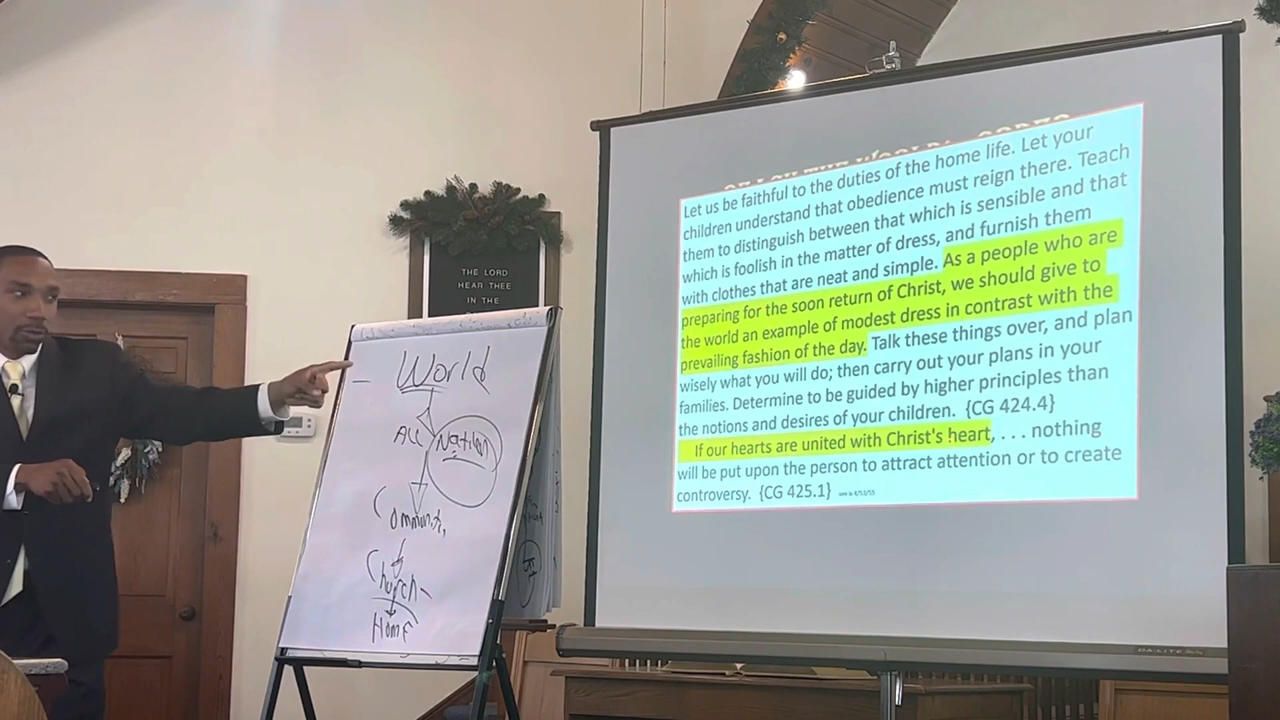 THE LORD
HEAR THEE
IN THE
World
ALL Nation
Community
Church-
Home
Let us be faithful to the duties of the home life. Let your
children understand that obedience must reign there. Teach
them to distinguish between that which is sensible and that
which is foolish in the matter of dress, and furnish them
with clothes that are neat and simple. As a people who are
preparing for the soon return of Christ, we should give to
the world an example of modest dress in contrast with the
prevailing fashion of the day. Talk these things over, and plan
wisely what you will do; then carry out your plans in your
families. Determine to be guided by higher principles than
the notions and desires of your children. {CG 424.4}
If our hearts are united with Christ's heart, . . . nothing
will be put upon the person to attract attention or to create
controversy. {CG 425.1}
DA-LITE